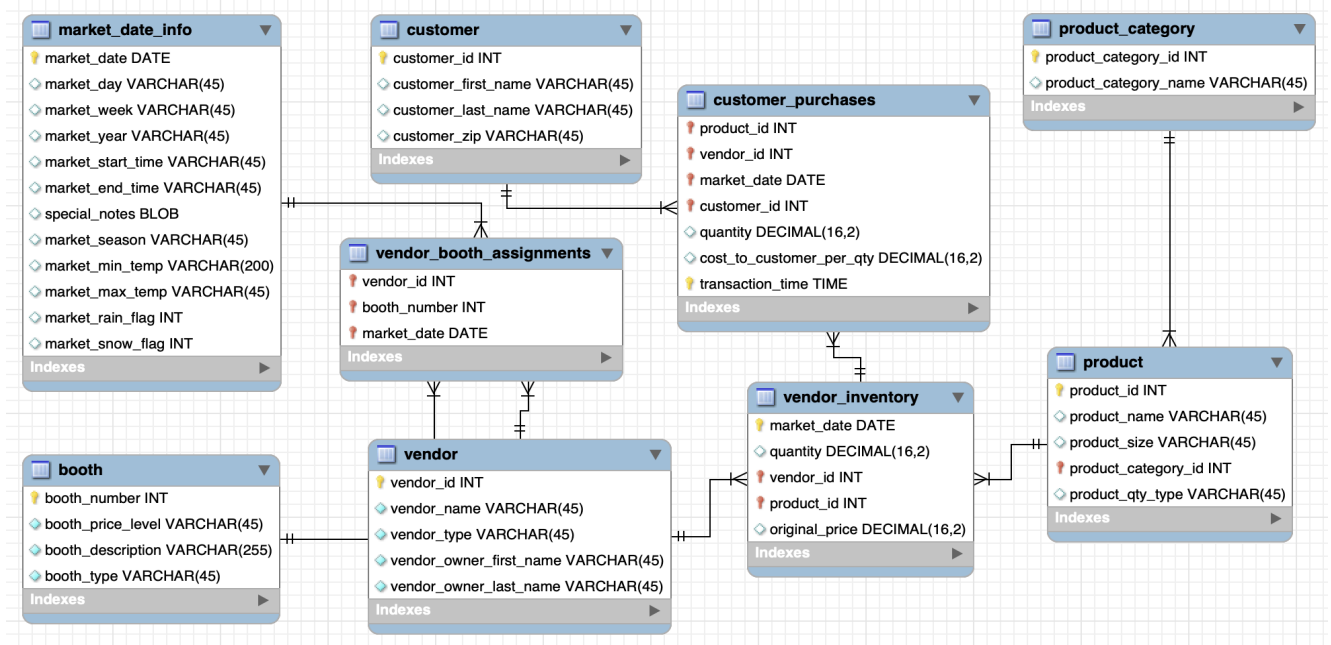 market_date_info
market_date DATE
market_day VARCHAR(45)
market_week VARCHAR(45)
market_year VARCHAR(45)
market_start_time VARCHAR(45)
market_end_time VARCHAR(45)
special_notes BLOB
market_season VARCHAR(45)
market_min_temp VARCHAR(200)
market_max_temp VARCHAR(45)
market_rain_flag INT
market_snow_flag INT
Indexes
customer
customer_id INT
customer_first_name VARCHAR(45)
customer_last_name VARCHAR(45)
customer_zip VARCHAR(45)
Indexes
customer_purchases
product_id INT
vendor_id INT
market_date DATE
customer_id INT
quantity DECIMAL(16,2)
cost_to_customer_per_qty DECIMAL(16,2)
transaction_time TIME
Indexes
product_category
product_category_id INT
product_category_name VARCHAR(45)
Indexes
vendor_booth_assignments
vendor_id INT
booth_number INT
market_date DATE
Indexes
booth
booth_number INT
booth_price_level VARCHAR(45)
booth_description VARCHAR(255)
booth_type VARCHAR(45)
Indexes
vendor
vendor_id INT
vendor_name VARCHAR(45)
vendor_type VARCHAR(45)
vendor_owner_first_name VARCHAR(45)
vendor_owner_last_name VARCHAR(45)
Indexes
vendor_inventory
market_date DATE
quantity DECIMAL(16,2)
vendor_id INT
product_id INT
original_price DECIMAL(16,2)
Indexes
product
product_id INT
product_name VARCHAR(45)
product_size VARCHAR(45)
product_category_id INT
product_qty_type VARCHAR(45)
Indexes